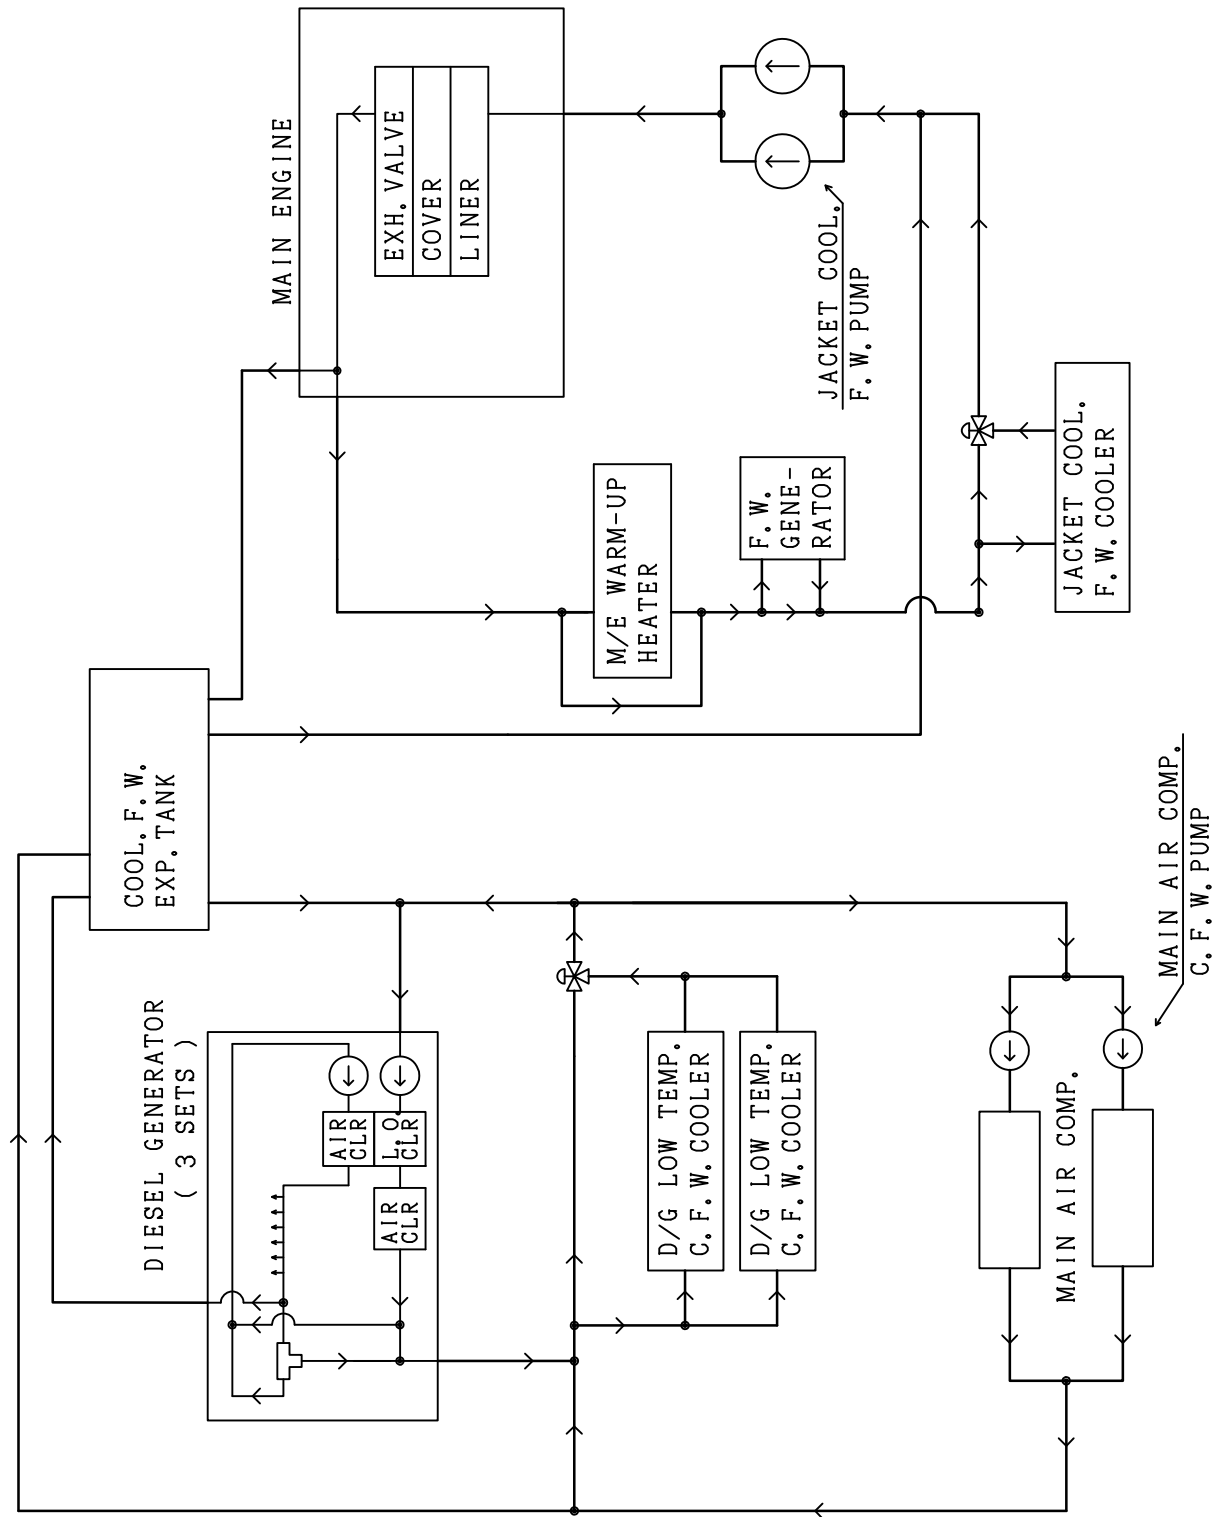 MAIN ENGINE
EXH. VALVE
COVER
LINER
JACKET COOL.
F. W. PUMP
M/E WARM-UP
HEATER
F. W.
GENE-
RATOR
JACKET COOL.
F. W. COOLER
COOL. F. W.
EXP. TANK
DIESEL GENERATOR
( 3 SETS )
AIR
CLR
L. O.
CLR
AIR
CLR
D/G LOW TEMP.
C. F. W. COOLER
D/G LOW TEMP.
C. F. W. COOLER
MAIN AIR COMP.
MAIN AIR COMP.
C. F. W. PUMP